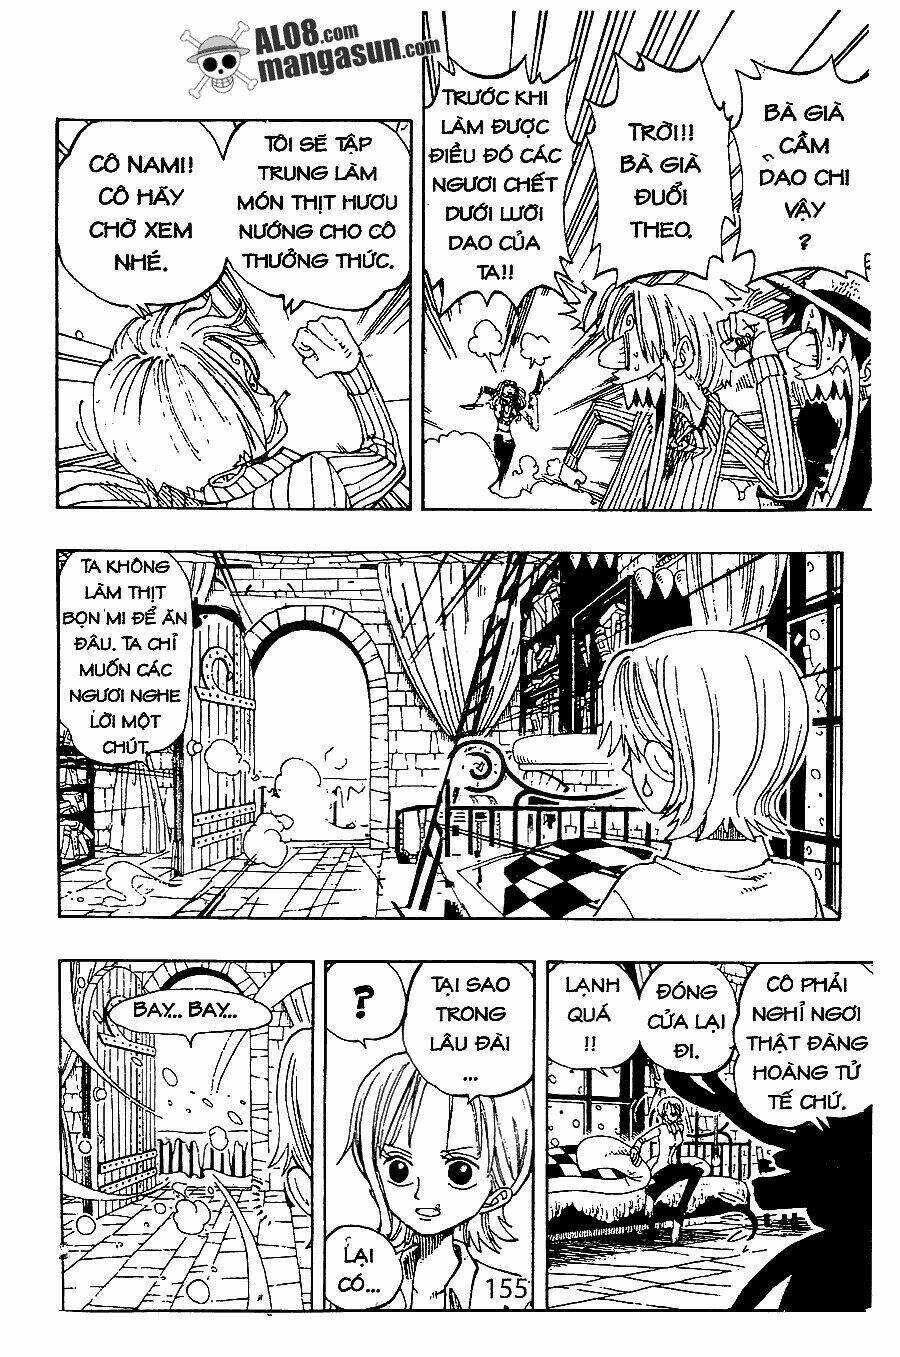 AL08.com
mangasun.com
BÀ GIÀ
CẦM
DAO CHI
VẬY
?
TRỜI!!!
BÀ GIÀ
ĐUỔI
THEO.
TRƯỚC KHI
LÀM ĐƯỢC
ĐIỀU ĐÓ CÁC
NGƯƠI CHẾT
DƯỚI LƯỠI
DAO CỦA
TA!!
TÔI SẼ TẬP
TRUNG LÀM
MÓN THỊT HƯƠU
NƯỚNG CHO CÔ
THƯỞNG THỨC.
CÔ NAMI!
CÔ HÃY
CHỜ XEM
NHÉ.
TA KHÔNG
LÀM THỊT
BỌN MI ĐỂ ĂN
ĐÂU. TA CHỈ
MUỐN CÁC
NGƯƠI NGHE
LỜI MỘT
CHÚT.
CÔ PHẢI
NGHỈ NGƠI
THẬT ĐÀNG
HOÀNG TỬ
TẾ CHỨ.
ĐÓNG
CỬA LẠI
ĐI.
LẠNH
QUÁ
!!
TẠI SAO
TRONG
LÂU ĐÀI
...
?
LẠI
CÓ...
BAY... BAY...
155